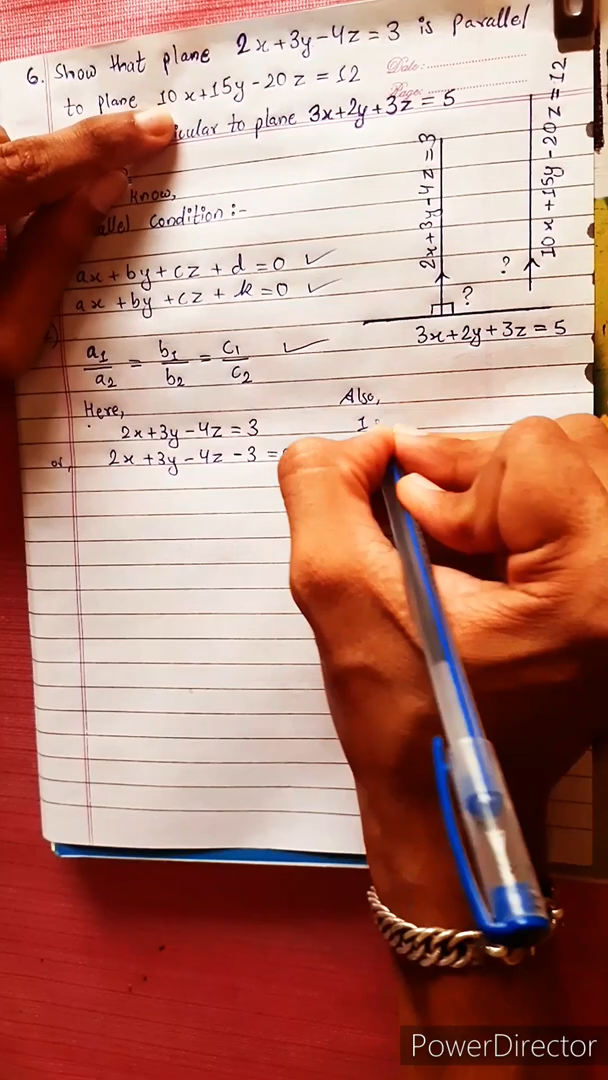 6. Show that plane 2x+3y-4z=3 is parallel
to plane 10x+15y-20z=12
to plane 3x+2y+3z=5
Date:
Page:
know,
Condition:-
ax+by+cz+d=0 ✓
ax+by+cz+k=0 ✓
a₁/a₂ = b₁/b₂ = c₁/c₂ ✓
2x+3y-4z=3
10x+15y-20z=12
?
?
3x+2y+3z=5
Here,
2x+3y-4z=3
or, 2x+3y-4z-3=
Also,
1
PowerDirector